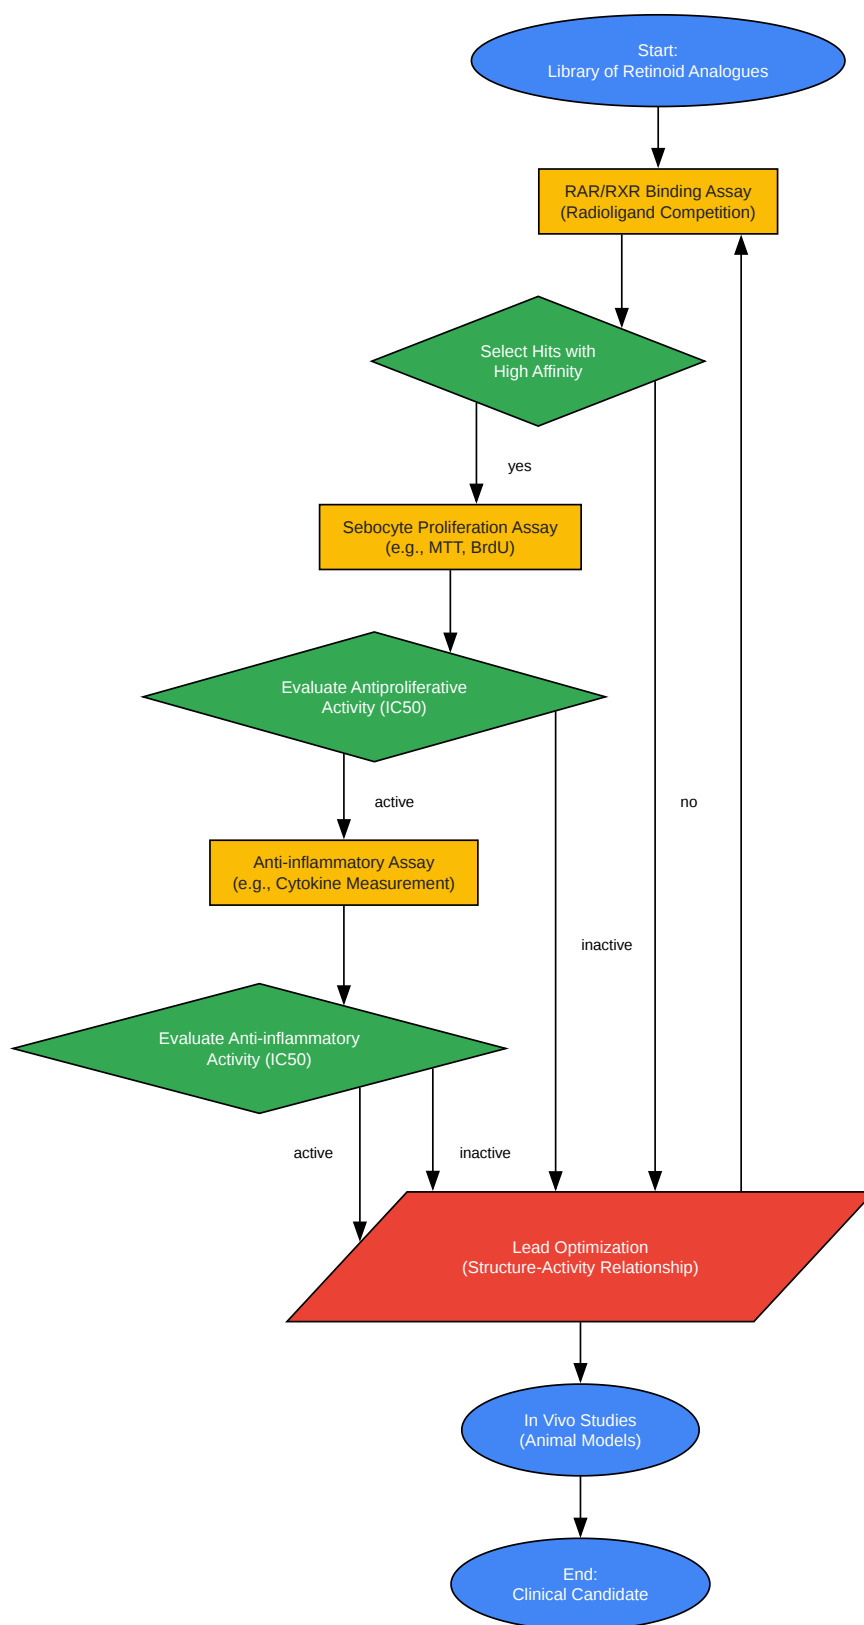 Start:
Library of Retinoid Analogues
RAR/RXR Binding Assay
(Radioligand Competition)
Select Hits with
High Affinity
yes
Sebocyte Proliferation Assay
(e.g., MTT, BrdU)
Evaluate Antiproliferative
Activity (IC50)
active
no
Anti-inflammatory Assay
(e.g., Cytokine Measurement)
inactive
Evaluate Anti-inflammatory
Activity (IC50)
active
inactive
Lead Optimization
(Structure-Activity Relationship)
In Vivo Studies
(Animal Models)
End:
Clinical Candidate